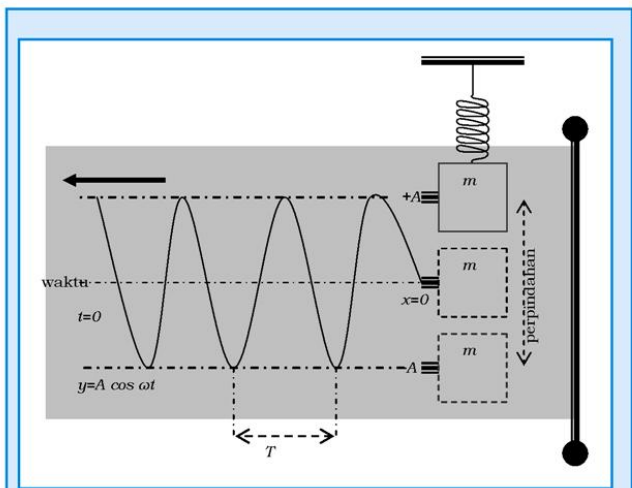 m
+A
m
waktu
x=0
t=0
perpindahan
m
-A
y=A cos ωt
T